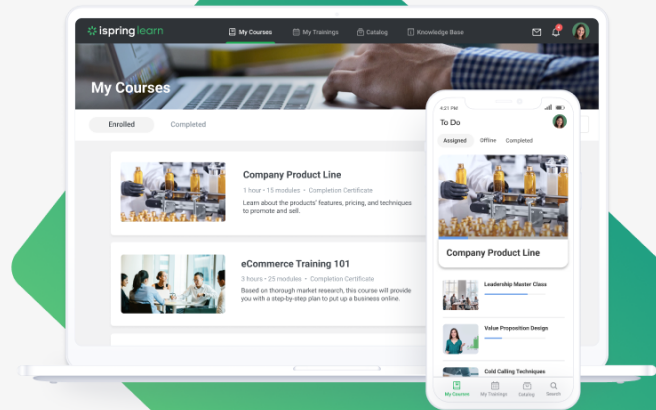 ispring learn
My Courses
My Trainings
Catalog
Knowledge Base
My Courses
Enrolled
Completed
Company Product Line
1 hour • 15 modules • Completion Certificate
Learn about the products' features, pricing, and techniques
to promote and sell.
eCommerce Training 101
3 hours • 25 modules • Completion Certificate
Based on thorough market research, this course will provide
you with a step-by-step plan to put up a business online.
4:21 PM
To Do
Assigned
Offline
Completed
Company Product Line
Leadership Master Class
Value Proposition Design
Cold Calling Techniques
My Courses
My Trainings
Catalog
Search